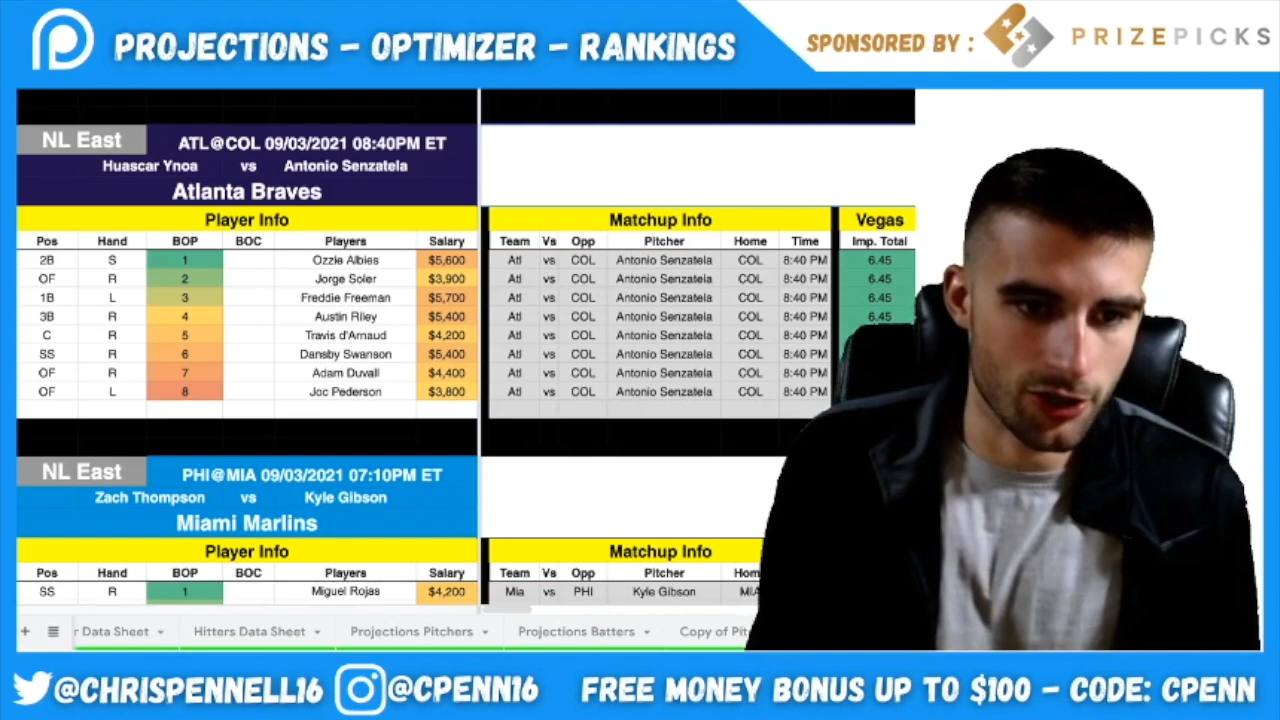 PROJECTIONS - OPTIMIZER - RANKINGS
SPONSORED BY : PRIZEPICKS
NL East ATL@COL 09/03/2021 08:40PM ET
Huascar Ynoa vs Antonio Senzatela
Atlanta Braves
Player Info Matchup Info Vegas
Pos Hand BOP BOC Players Salary Team Vs Opp Pitcher Home Time Imp. Total
2B S 1 Ozzie Albies $5,600 Atl vs COL Antonio Senzatela COL 8:40 PM 6.45
OF R 2 Jorge Soler $3,900 Atl vs COL Antonio Senzatela COL 8:40 PM 6.45
1B L 3 Freddie Freeman $5,700 Atl vs COL Antonio Senzatela COL 8:40 PM 6.45
3B R 4 Austin Riley $5,400 Atl vs COL Antonio Senzatela COL 8:40 PM 6.45
C R 5 Travis d'Arnaud $4,200 Atl vs COL Antonio Senzatela COL 8:40 PM
SS R 6 Dansby Swanson $5,400 Atl vs COL Antonio Senzatela COL 8:40 PM
OF R 7 Adam Duvall $4,400 Atl vs COL Antonio Senzatela COL 8:40 PM
OF L 8 Joc Pederson $3,800 Atl vs COL Antonio Senzatela COL 8:40 PM
NL East PHI@MIA 09/03/2021 07:10PM ET
Zach Thompson vs Kyle Gibson
Miami Marlins
Player Info Matchup Info
Pos Hand BOP BOC Players Salary Team Vs Opp Pitcher Hom
SS R 1 Miguel Rojas $4,200 Mia vs PHI Kyle Gibson MIA
+ r Data Sheet Hitters Data Sheet Projections Pitchers Projections Batters Copy of Pit
@CHRISPENNELL16 @CPENN16 FREE MONEY BONUS UP TO $100 - CODE: CPENN